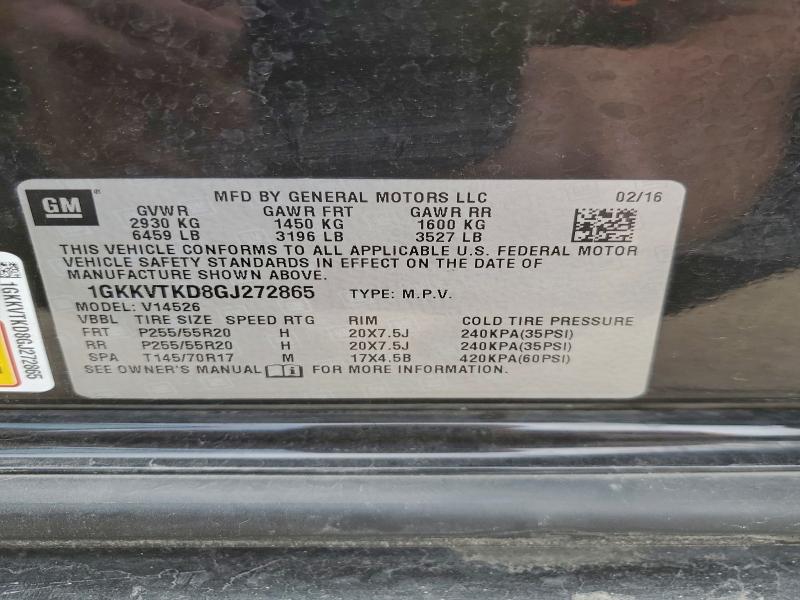 GM® MFD BY GENERAL MOTORS LLC 02/16
GVWR GAWR FRT GAWR RR
2930 KG 1450 KG 1600 KG
6459 LB 3196 LB 3527 LB
THIS VEHICLE CONFORMS TO ALL APPLICABLE U.S. FEDERAL MOTOR
VEHICLE SAFETY STANDARDS IN EFFECT ON THE DATE OF
MANUFACTURE SHOWN ABOVE.
1GKKVTKD8GJ272865 TYPE: M.P.V.
MODEL: V14526
VBBL TIRE SIZE SPEED RTG RIM COLD TIRE PRESSURE
FRT P255/55R20 H 20X7.5J 240KPA(35PSI)
RR P255/55R20 H 20X7.5J 240KPA(35PSI)
SPA T145/70R17 M 17X4.5B 420KPA(60PSI)
SEE OWNER'S MANUAL FOR MORE INFORMATION.
1GKKVTKD8GJ272865